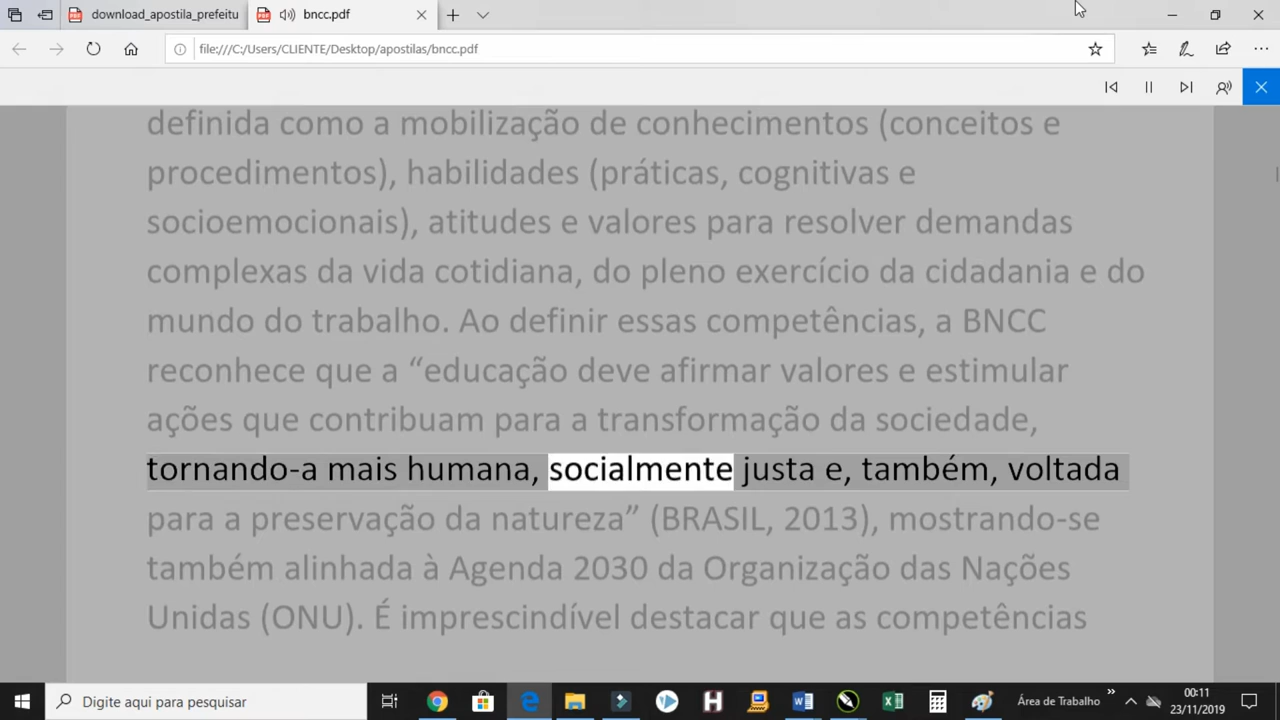 download_apostila_prefeitu
bncc.pdf
file:///C:/Users/CLIENTE/Desktop/apostilas/bncc.pdf
definida como a mobilização de conhecimentos (conceitos e
procedimentos), habilidades (práticas, cognitivas e
socioemocionais), atitudes e valores para resolver demandas
complexas da vida cotidiana, do pleno exercício da cidadania e do
mundo do trabalho. Ao definir essas competências, a BNCC
reconhece que a “educação deve afirmar valores e estimular
ações que contribuam para a transformação da sociedade,
tornando-a mais humana, socialmente justa e, também, voltada
para a preservação da natureza” (BRASIL, 2013), mostrando-se
também alinhada à Agenda 2030 da Organização das Nações
Unidas (ONU). É imprescindível destacar que as competências
Digite aqui para pesquisar
Área de Trabalho
00:11
23/11/2019